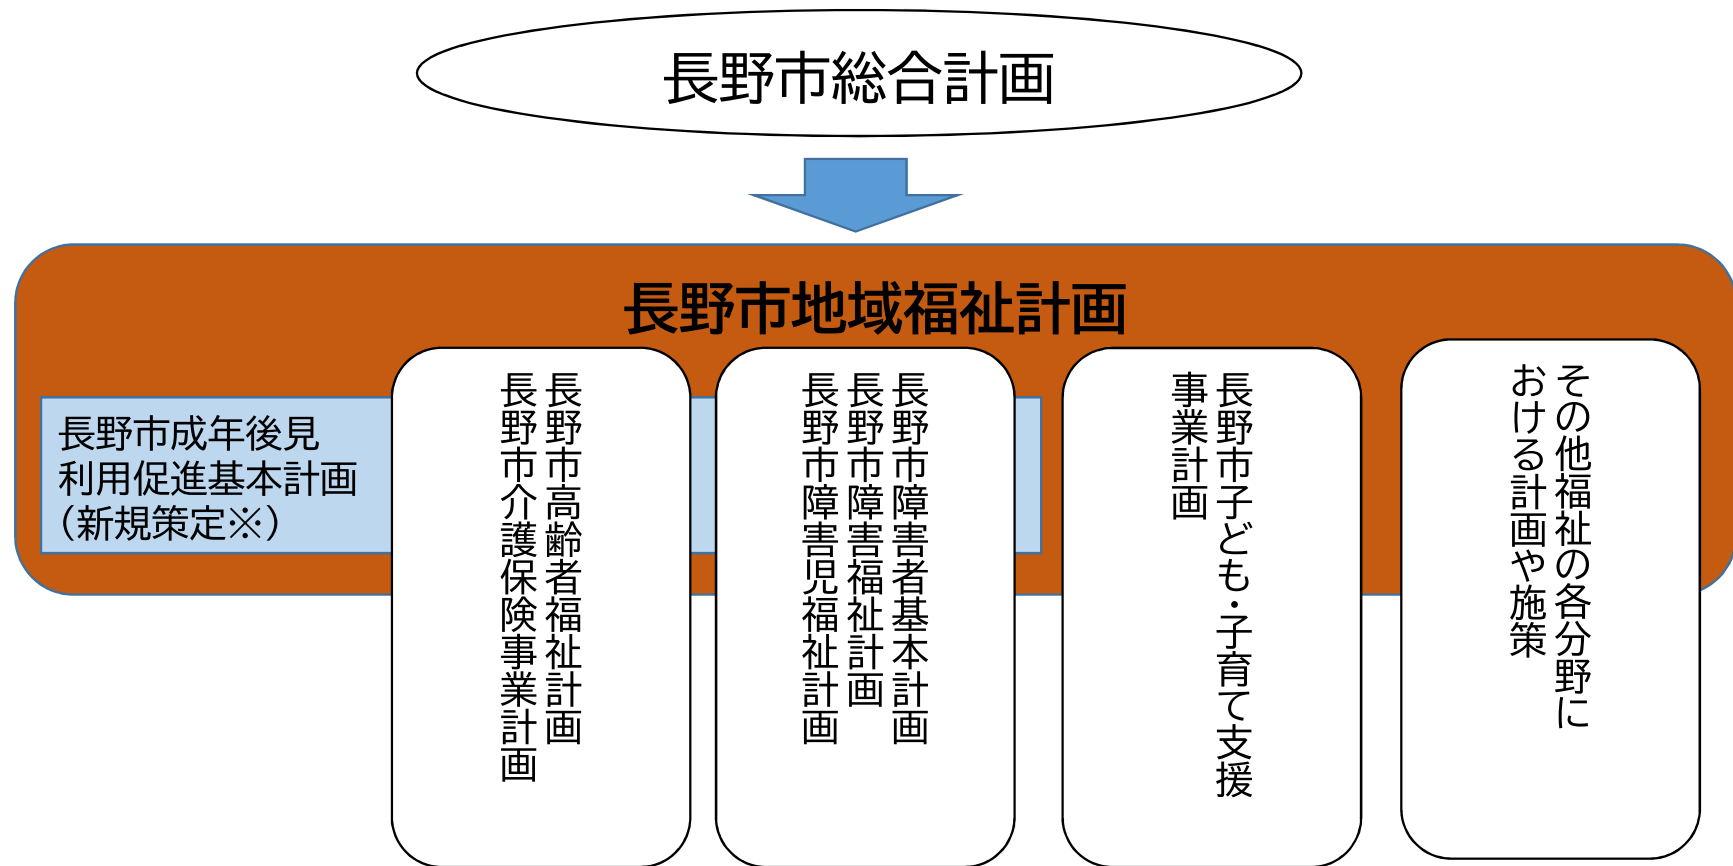 長野市総合計画
長野市地域福祉計画
長野市成年後見
利用促進基本計画
（新規策定※）
長野市高齢者福祉計画
長野市介護保険事業計画
長野市障害者基本計画
長野市障害福祉計画
長野市障害児福祉計画
長野市子ども・子育て支援
事業計画
その他福祉の各分野に
おける計画や施策